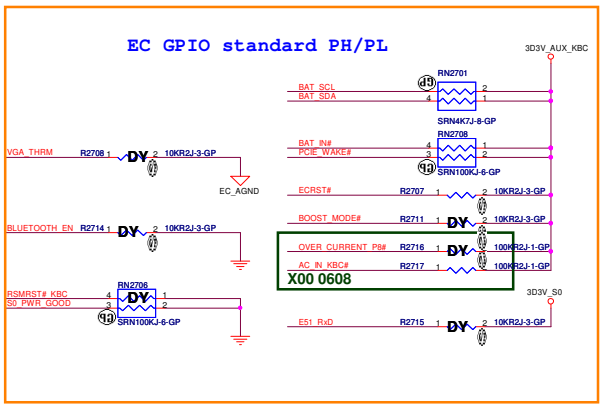 EC GPIO standard PH/PL
3D3V_AUX_KBC
RN2701
BAT_SCL 2
BAT_SDA 4 1
SRN4K7J-8-GP
RN2708
BAT_IN# 4 1
PCIE_WAKE# 3 2
SRN100KJ-6-GP
VGA_THRM R2708 1 DY 2 10KR2J-3-GP
EC_AGND
ECRST# R2707 1 2 10KR2J-3-GP
BOOST_MODE# R2711 1 DY 2 10KR2J-3-GP
BLUETOOTH_EN R2714 1 DY 2 10KR2J-3-GP
OVER_CURRENT_P8# R2716 1 DY 2 100KR2J-1-GP
AC_IN_KBC# R2717 1 2 100KR2J-1-GP
X00 0608
RN2706
RSMRST#_KBC 4 DY 1
S0_PWR_GOOD 3 2
SRN100KJ-6-GP
3D3V_S0
E51_RxD R2715 1 DY 2 10KR2J-3-GP